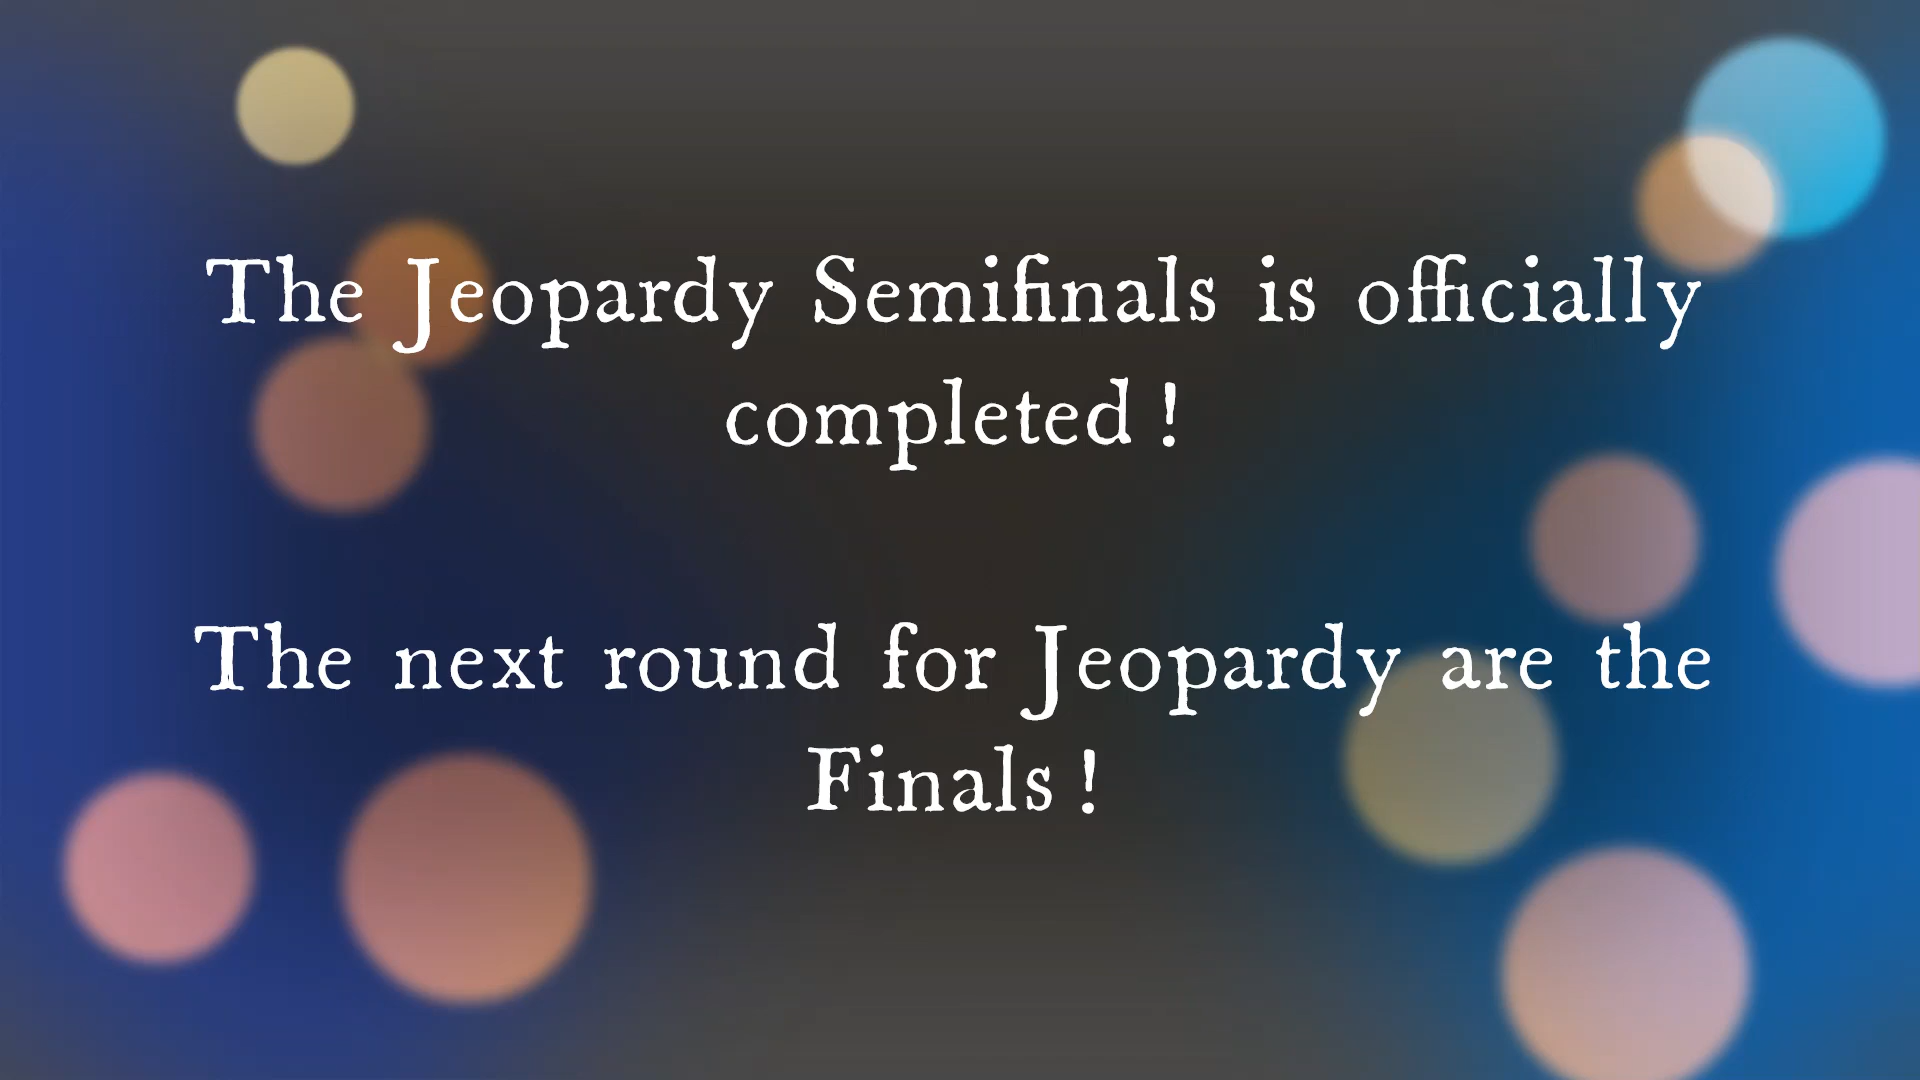 The Jeopardy Semifinals is officially
completed !
The next round for Jeopardy are the
Finals !